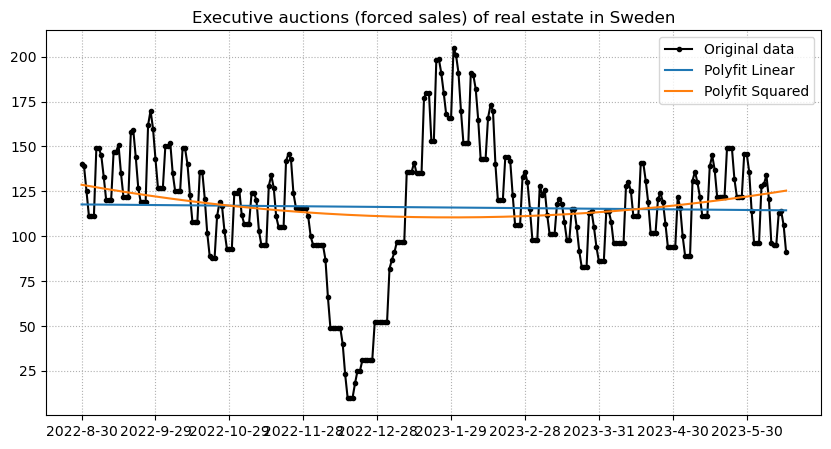 Executive auctions (forced sales) of real estate in Sweden
Original data
Polyfit Linear
Polyfit Squared
200
175
150
125
100
75
50
25
2022-8-30 2022-9-29 2022-10-29 2022-11-28 2022-12-28 2023-1-29 2023-2-28 2023-3-31 2023-4-30 2023-5-30